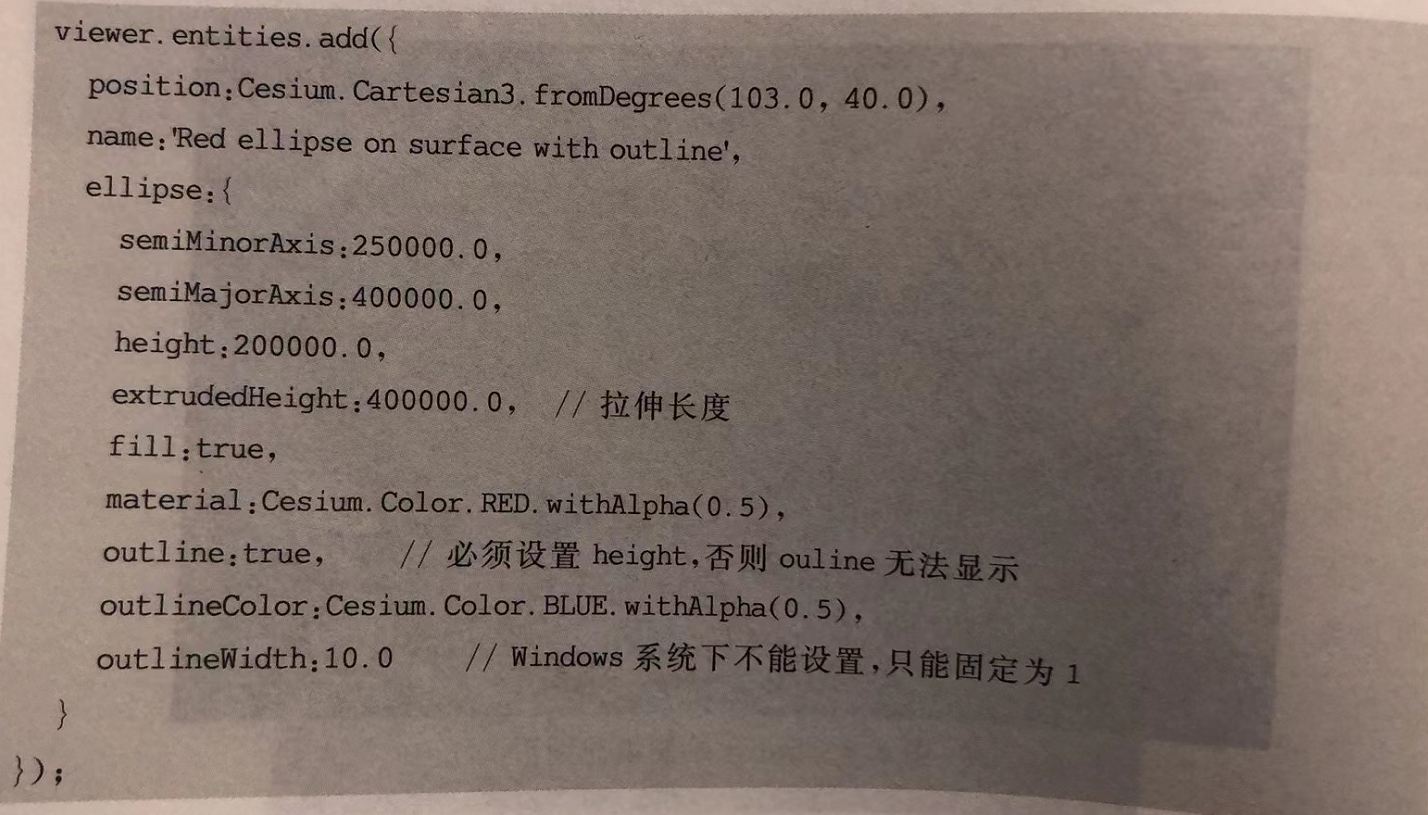 viewer.entities.add({
position:Cesium.Cartesian3.fromDegrees(103.0, 40.0),
name:'Red ellipse on surface with outline',
ellipse:{
semiMinorAxis:250000.0,
semiMajorAxis:400000.0,
height:200000.0,
extrudedHeight:400000.0, // 拉伸长度
fill:true,
material:Cesium.Color.RED.withAlpha(0.5),
outline:true, // 必须设置 height,否则 ouline 无法显示
outlineColor:Cesium.Color.BLUE.withAlpha(0.5),
outlineWidth:10.0 // Windows 系统下不能设置,只能固定为 1
}
});